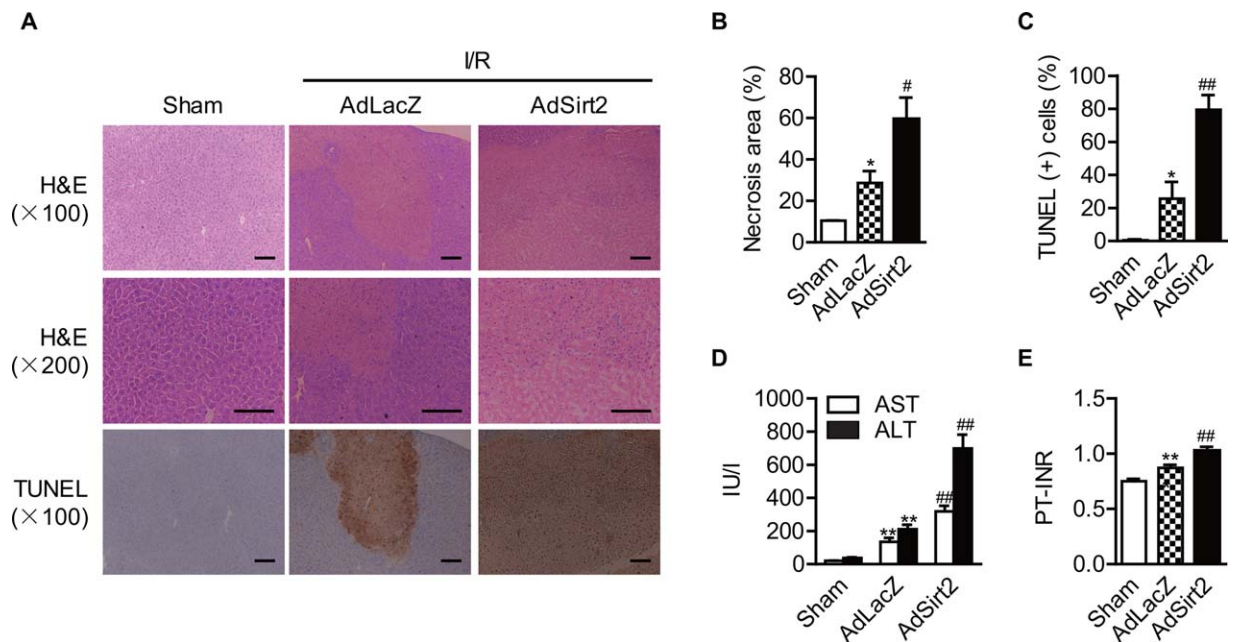 A
I/R
Sham AdLacZ AdSirt2
H&E
(×100)
H&E
(×200)
TUNEL
(×100)
B
Necrosis area (%)
80
60
40
20
0
*
#
Sham
AdLacZ
AdSirt2
C
TUNEL (+) cells (%)
100
80
60
40
20
0
*
##
Sham
AdLacZ
AdSirt2
D
IU/l
1000
800
600
400
200
0
AST
ALT
**
**
##
##
Sham
AdLacZ
AdSirt2
E
PT-INR
1.5
1.0
0.5
0.0
**
##
Sham
AdLacZ
AdSirt2